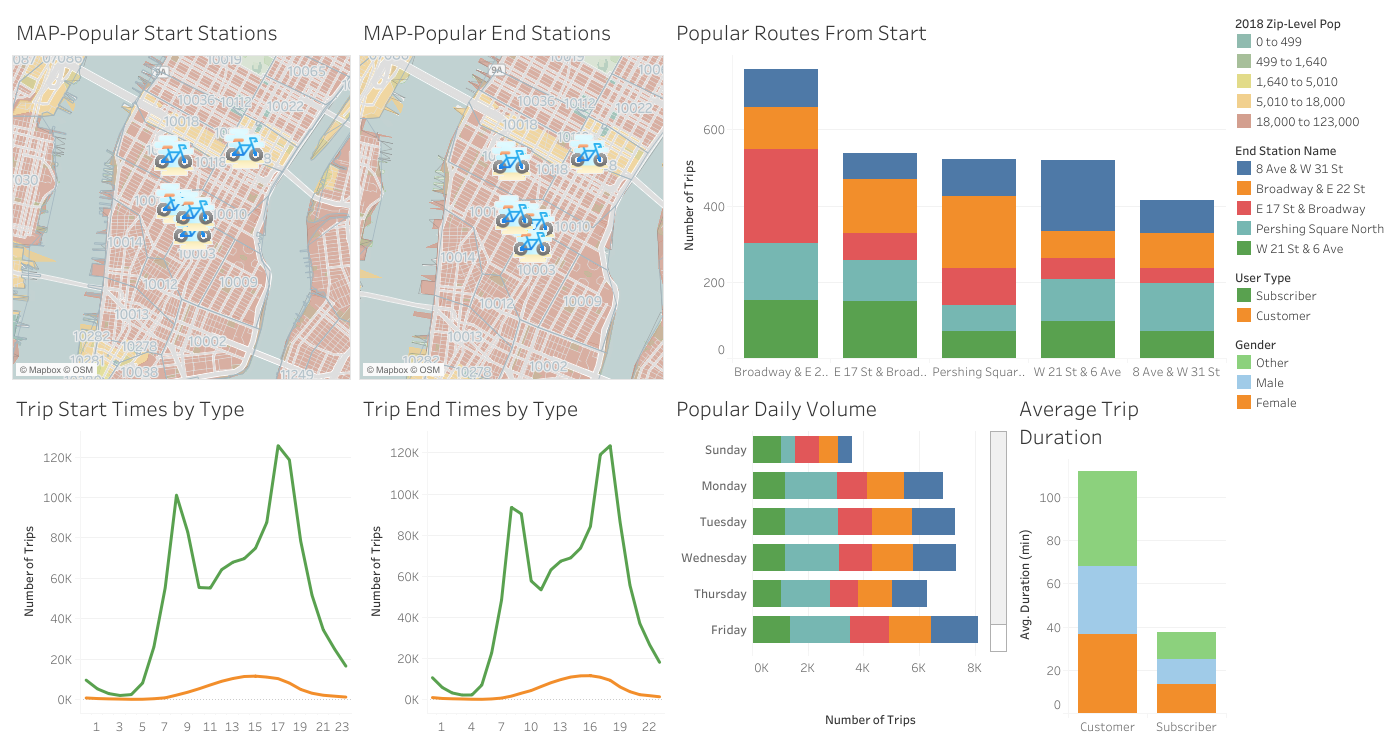 MAP-Popular Start Stations
MAP-Popular End Stations
Popular Routes From Start
9A
10065
10036
10112
10022
10018
10118
10010
10014
10003
10009
10012
10013
10282
10278
10002
10281
10038
11249
© Mapbox © OSM
9A
10065
10036
10112
10022
10018
10118
10010
10014
10003
10009
10012
10013
10282
10002
10281
10278
© Mapbox © OSM
Number of Trips
600
400
200
0
Broadway & E 2..
E 17 St & Broad..
Pershing Squar..
W 21 St & 6 Ave
8 Ave & W 31 St
2018 Zip-Level Pop
0 to 499
499 to 1,640
1,640 to 5,010
5,010 to 18,000
18,000 to 123,000
End Station Name
8 Ave & W 31 St
Broadway & E 22 St
E 17 St & Broadway
Pershing Square North
W 21 St & 6 Ave
User Type
Subscriber
Customer
Gender
Other
Male
Female
Trip Start Times by Type
Number of Trips
120K
100K
80K
60K
40K
20K
0K
1 3 5 7 9 11 13 15 17 19 21 23
Trip End Times by Type
Number of Trips
120K
100K
80K
60K
40K
20K
0K
1 4 7 10 13 16 19 22
Popular Daily Volume
Sunday
Monday
Tuesday
Wednesday
Thursday
Friday
0K 2K 4K 6K 8K
Number of Trips
Average Trip
Duration
Avg. Duration (min)
100
80
60
40
20
0
Customer Subscriber